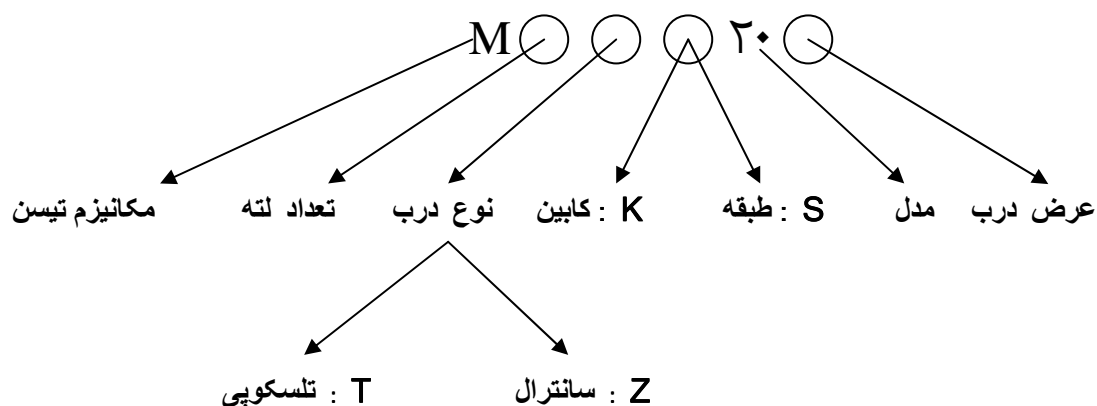 M ۲۰
عرض درب مدل S : طبقه K : کابین نوع درب تعداد لته مکانیزم تیسن
Z : سانترال T : تلسکوپی